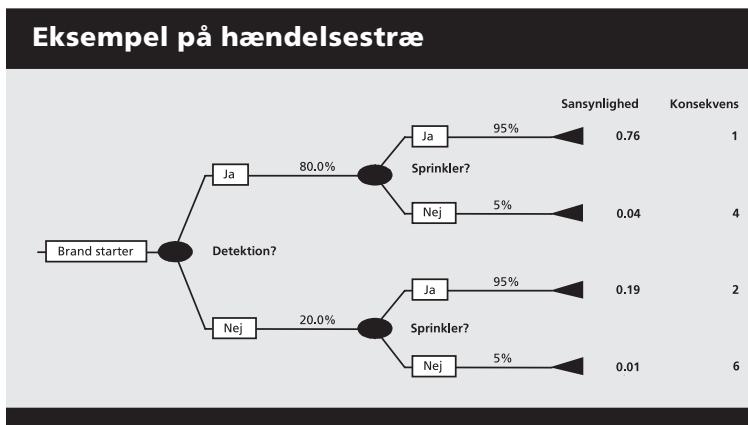 Eksempel på hændelsestræ
Sansynlighed Konsekvens
Ja 95% 0.76 1
Ja 80.0% Sprinkler?
Nej 5% 0.04 4
Brand starter Detektion?
Ja 95% 0.19 2
Nej 20.0% Sprinkler?
Nej 5% 0.01 6